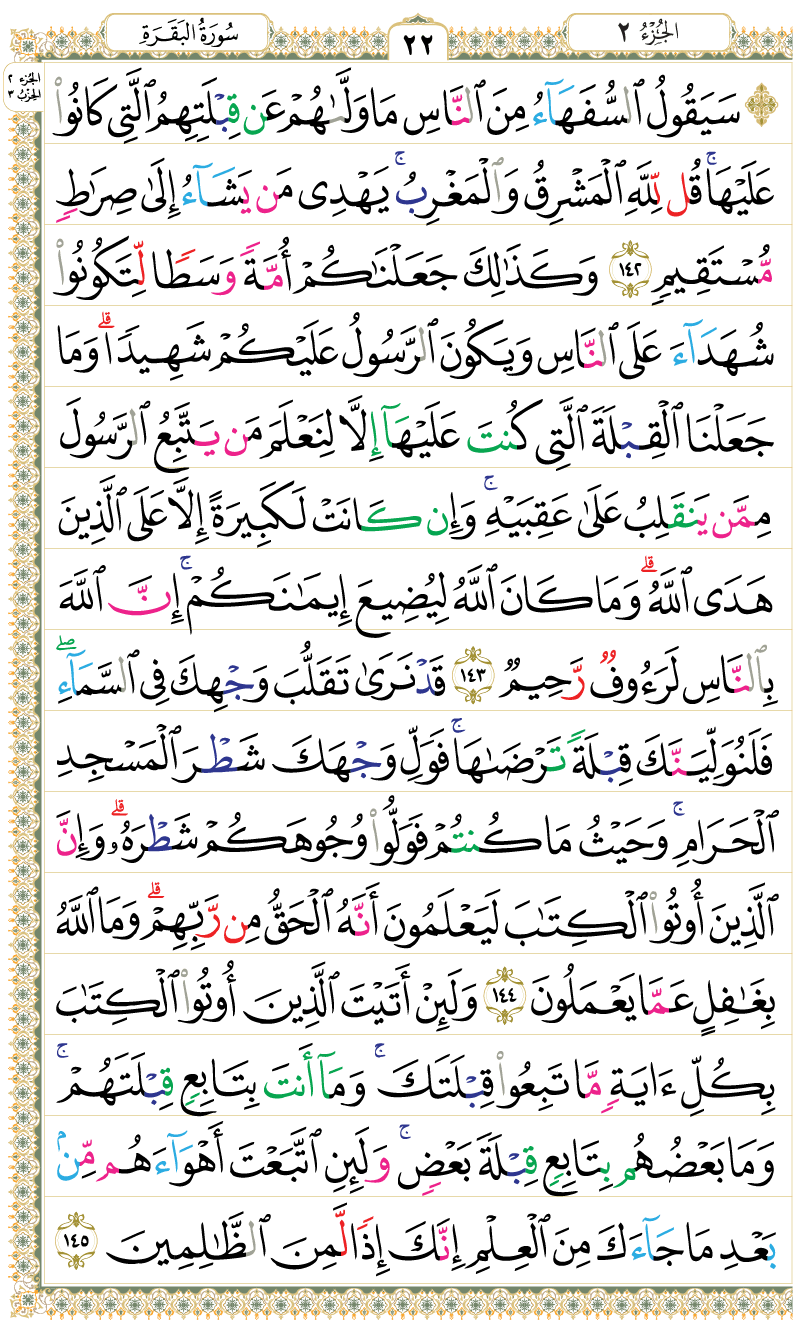 سُورَةُ البَقَرَةِ ٢٢ الجُزْءُ ٢
الجزء ٢
الحزب ٣
۞ سَيَقُولُ ٱلسُّفَهَآءُ مِنَ ٱلنَّاسِ مَا وَلَّىٰهُمْ عَن قِبْلَتِهِمُ ٱلَّتِى كَانُوا۟
عَلَيْهَا ۚ قُل لِّلَّهِ ٱلْمَشْرِقُ وَٱلْمَغْرِبُ ۚ يَهْدِى مَن يَشَآءُ إِلَىٰ صِرَٰطٍ
مُّسْتَقِيمٍ ١٤٢ وَكَذَٰلِكَ جَعَلْنَٰكُمْ أُمَّةً وَسَطًا لِّتَكُونُوا۟
شُهَدَآءَ عَلَى ٱلنَّاسِ وَيَكُونَ ٱلرَّسُولُ عَلَيْكُمْ شَهِيدًا ۗ وَمَا
جَعَلْنَا ٱلْقِبْلَةَ ٱلَّتِى كُنتَ عَلَيْهَآ إِلَّا لِنَعْلَمَ مَن يَتَّبِعُ ٱلرَّسُولَ
مِمَّن يَنقَلِبُ عَلَىٰ عَقِبَيْهِ ۚ وَإِن كَانَتْ لَكَبِيرَةً إِلَّا عَلَى ٱلَّذِينَ
هَدَى ٱللَّهُ ۗ وَمَا كَانَ ٱللَّهُ لِيُضِيعَ إِيمَٰنَكُمْ ۚ إِنَّ ٱللَّهَ
بِٱلنَّاسِ لَرَءُوفٌ رَّحِيمٌ ١٤٣ قَدْ نَرَىٰ تَقَلُّبَ وَجْهِكَ فِى ٱلسَّمَآءِ ۖ
فَلَنُوَلِّيَنَّكَ قِبْلَةً تَرْضَىٰهَا ۚ فَوَلِّ وَجْهَكَ شَطْرَ ٱلْمَسْجِدِ
ٱلْحَرَامِ ۚ وَحَيْثُ مَا كُنتُمْ فَوَلُّوا۟ وُجُوهَكُمْ شَطْرَهُۥ ۗ وَإِنَّ
ٱلَّذِينَ أُوتُوا۟ ٱلْكِتَٰبَ لَيَعْلَمُونَ أَنَّهُ ٱلْحَقُّ مِن رَّبِّهِمْ ۗ وَمَا ٱللَّهُ
بِغَٰفِلٍ عَمَّا يَعْمَلُونَ ١٤٤ وَلَئِنْ أَتَيْتَ ٱلَّذِينَ أُوتُوا۟ ٱلْكِتَٰبَ
بِكُلِّ ءَايَةٍ مَّا تَبِعُوا۟ قِبْلَتَكَ ۚ وَمَآ أَنتَ بِتَابِعٍ قِبْلَتَهُمْ ۚ
وَمَا بَعْضُهُم بِتَابِعٍ قِبْلَةَ بَعْضٍ ۚ وَلَئِنِ ٱتَّبَعْتَ أَهْوَآءَهُم مِّنۢ
بَعْدِ مَا جَآءَكَ مِنَ ٱلْعِلْمِ إِنَّكَ إِذًا لَّمِنَ ٱلظَّٰلِمِينَ ١٤٥